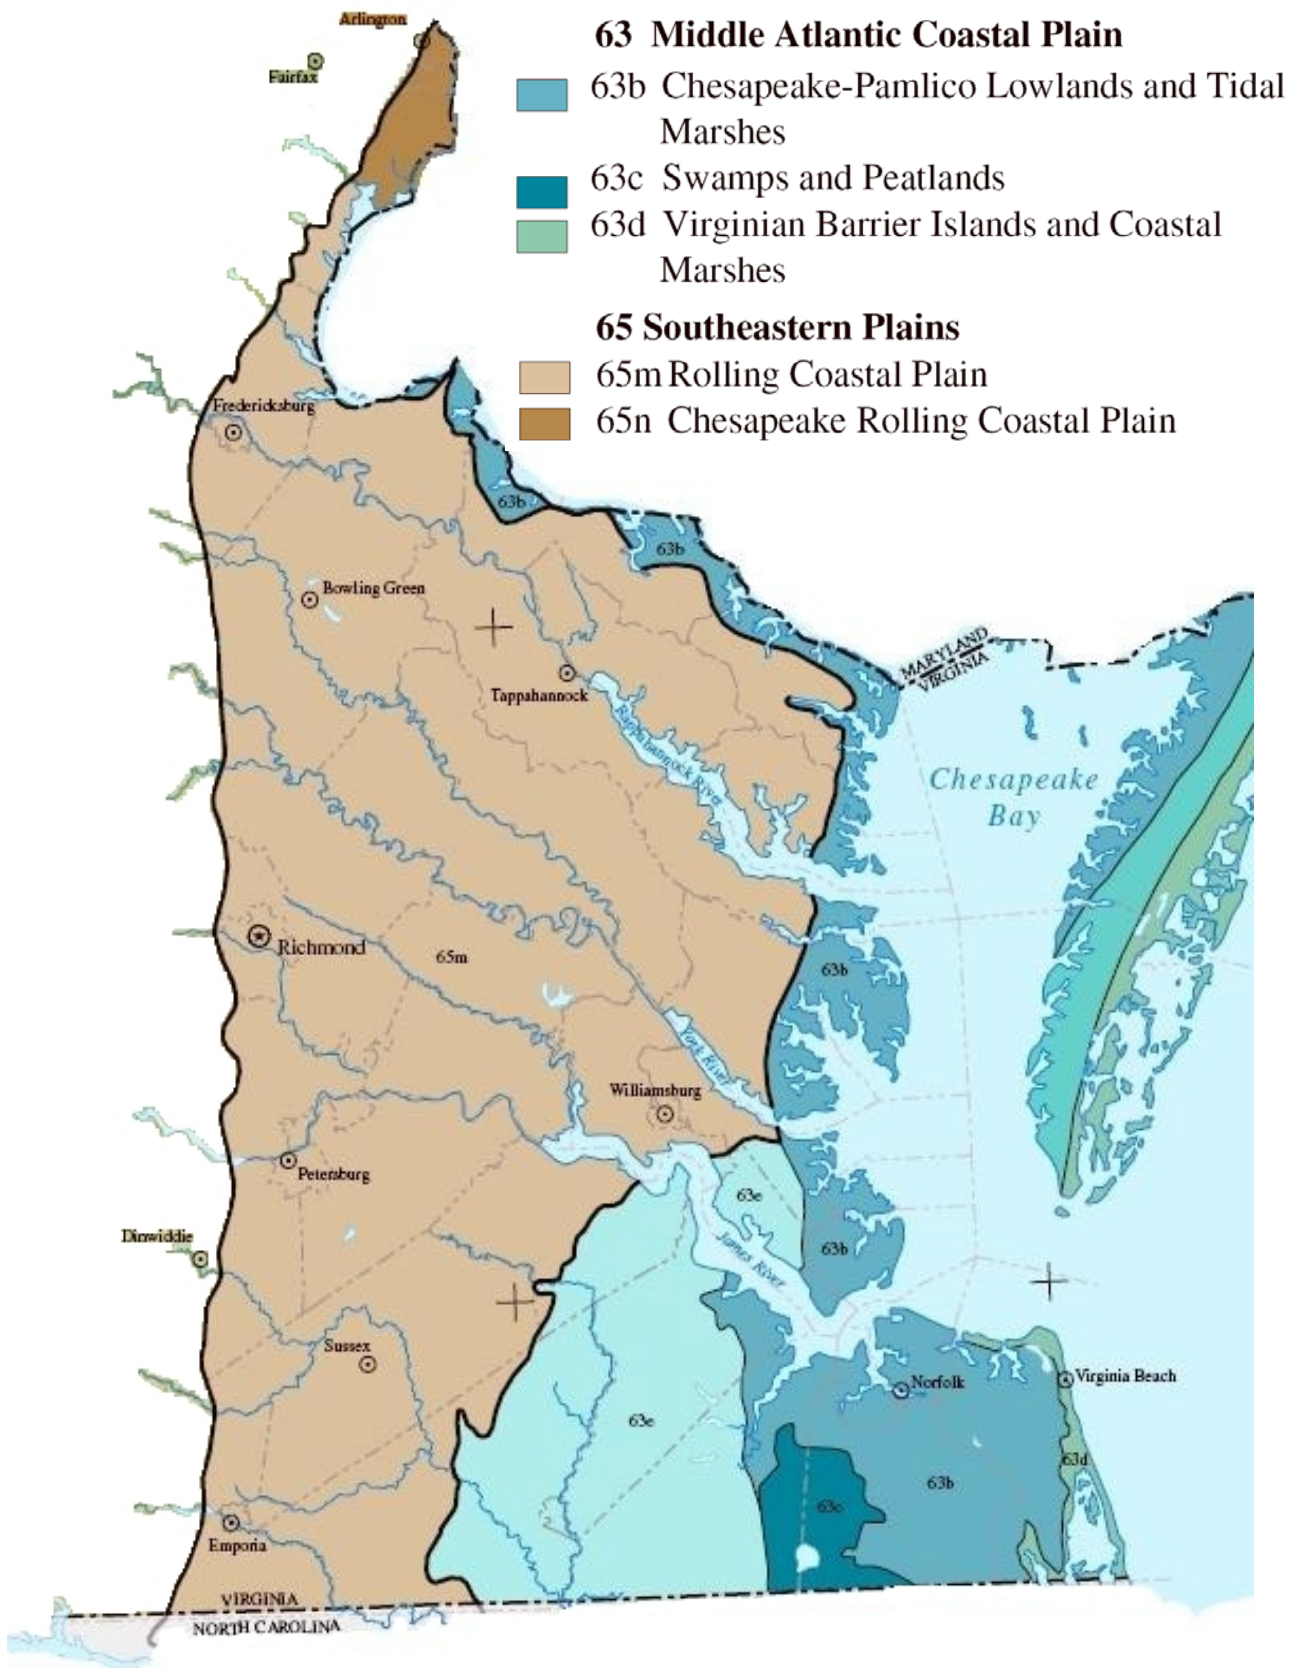 Arlington
Fairfax
63 Middle Atlantic Coastal Plain
63b Chesapeake-Pamlico Lowlands and Tidal
Marshes
63c Swamps and Peatlands
63d Virginian Barrier Islands and Coastal
Marshes
65 Southeastern Plains
65m Rolling Coastal Plain
65n Chesapeake Rolling Coastal Plain
Fredericksburg
63b
63b
Bowling Green
MARYLAND
VIRGINIA
Tappahannock
Rappahannock River
Chesapeake
Bay
Richmond
65m
63b
York River
Williamsburg
Petersburg
63e
Dinwiddie
James River
63b
Sussex
Norfolk
Virginia Beach
63e
63d
63b
63c
Emporia
VIRGINIA
NORTH CAROLINA